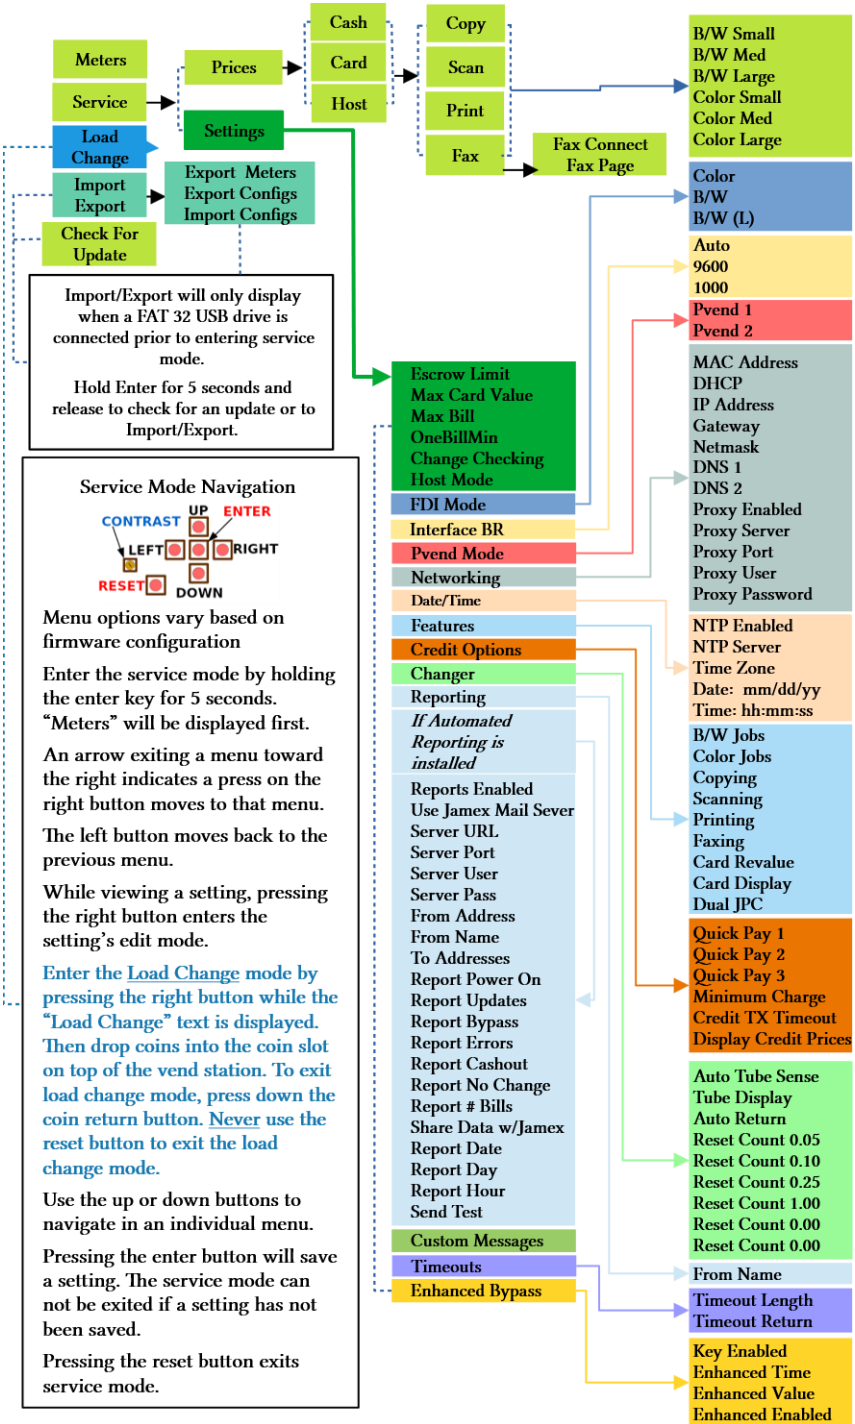 Meters
Service
Load
Change
Import
Export
Check For
Update
Prices
Settings
Export Meters
Export Configs
Import Configs
Cash
Card
Host
Copy
Scan
Print
Fax
Fax Connect
Fax Page
B/W Small
B/W Med
B/W Large
Color Small
Color Med
Color Large
Color
B/W
B/W (L)
Auto
9600
1000
Pvend 1
Pvend 2
MAC Address
DHCP
IP Address
Gateway
Netmask
DNS 1
DNS 2
Proxy Enabled
Proxy Server
Proxy Port
Proxy User
Proxy Password
NTP Enabled
NTP Server
Time Zone
Date: mm/dd/yy
Time: hh:mm:ss
B/W Jobs
Color Jobs
Copying
Scanning
Printing
Faxing
Card Revalue
Card Display
Dual JPC
Quick Pay 1
Quick Pay 2
Quick Pay 3
Minimum Charge
Credit TX Timeout
Display Credit Prices
Auto Tube Sense
Tube Display
Auto Return
Reset Count 0.05
Reset Count 0.10
Reset Count 0.25
Reset Count 1.00
Reset Count 0.00
Reset Count 0.00
From Name
Timeout Length
Timeout Return
Key Enabled
Enhanced Time
Enhanced Value
Enhanced Enabled
Import/Export will only display
when a FAT 32 USB drive is
connected prior to entering service
mode.
Hold Enter for 5 seconds and
release to check for an update or to
Import/Export.
Escrow Limit
Max Card Value
Max Bill
OneBillMin
Change Checking
Host Mode
FDI Mode
Interface BR
Pvend Mode
Networking
Date/Time
Features
Credit Options
Changer
Reporting
If Automated
Reporting is
installed
Reports Enabled
Use Jamex Mail Sever
Server URL
Server Port
Server User
Server Pass
From Address
From Name
To Addresses
Report Power On
Report Updates
Report Bypass
Report Errors
Report Cashout
Report No Change
Report # Bills
Share Data w/Jamex
Report Date
Report Day
Report Hour
Send Test
Custom Messages
Timeouts
Enhanced Bypass
Service Mode Navigation
UP
ENTER
CONTRAST
LEFT
RIGHT
RESET
DOWN
Menu options vary based on
firmware configuration
Enter the service mode by holding
the enter key for 5 seconds.
“Meters” will be displayed first.
An arrow exiting a menu toward
the right indicates a press on the
right button moves to that menu.
The left button moves back to the
previous menu.
While viewing a setting, pressing
the right button enters the
setting’s edit mode.
Enter the Load Change mode by
pressing the right button while the
“Load Change” text is displayed.
Then drop coins into the coin slot
on top of the vend station. To exit
load change mode, press down the
coin return button. Never use the
reset button to exit the load
change mode.
Use the up or down buttons to
navigate in an individual menu.
Pressing the enter button will save
a setting. The service mode can
not be exited if a setting has not
been saved.
Pressing the reset button exits
service mode.